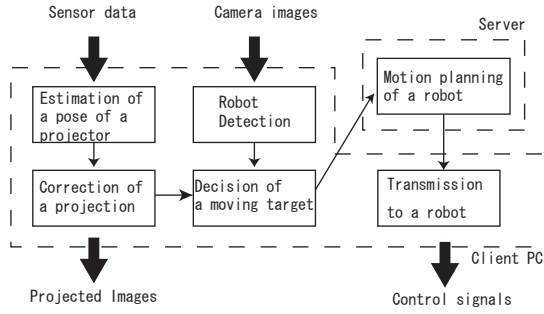 Sensor data
Camera images
Server
Estimation of
a pose of a
projector
Robot
Detection
Motion planning
of a robot
Correction of
a projection
Decision of
a moving target
Transmission
to a robot
Client PC
Projected Images
Control signals